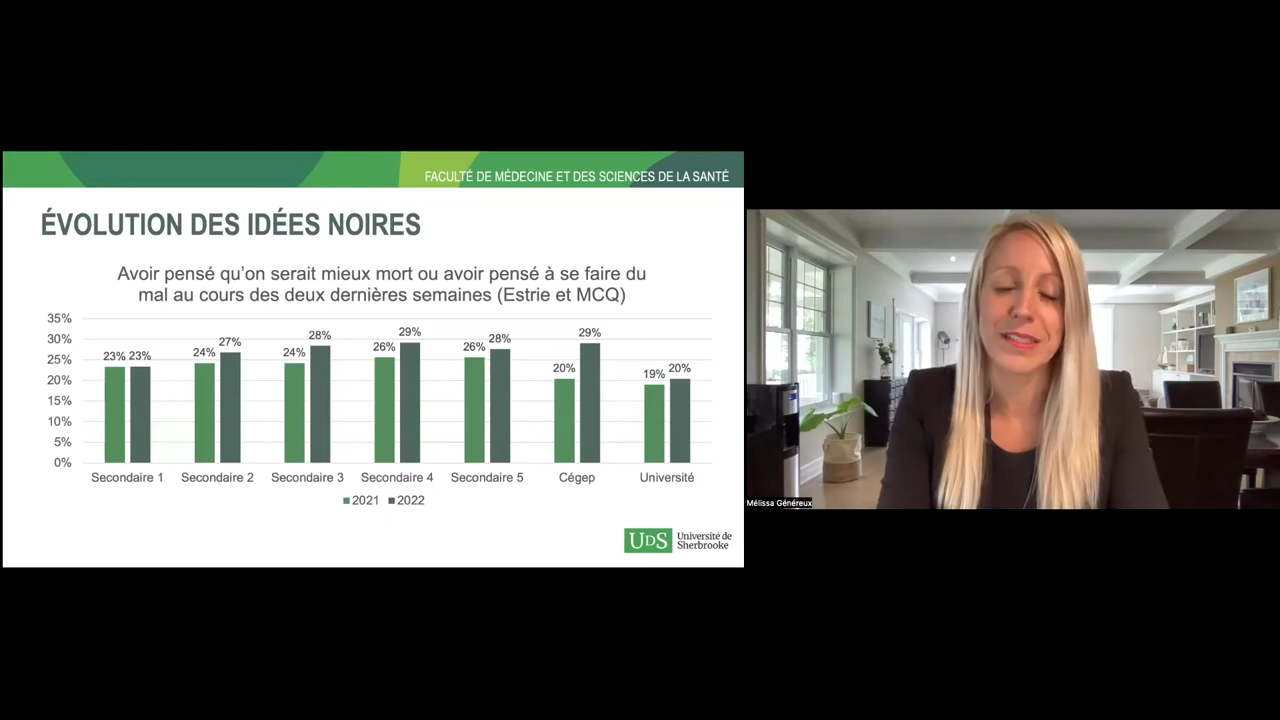 FACULTÉ DE MÉDECINE ET DES SCIENCES DE LA SANTÉ
ÉVOLUTION DES IDÉES NOIRES
Avoir pensé qu'on serait mieux mort ou avoir pensé à se faire du
mal au cours des deux dernières semaines (Estrie et MCQ)
35%
30%
25%
20%
15%
10%
5%
0%
23% 23%
24% 27%
24% 28%
26% 29%
26% 28%
20% 29%
19% 20%
Secondaire 1 Secondaire 2 Secondaire 3 Secondaire 4 Secondaire 5 Cégep Université
2021 2022
UDS Université de
Sherbrooke
Mélissa Généreux